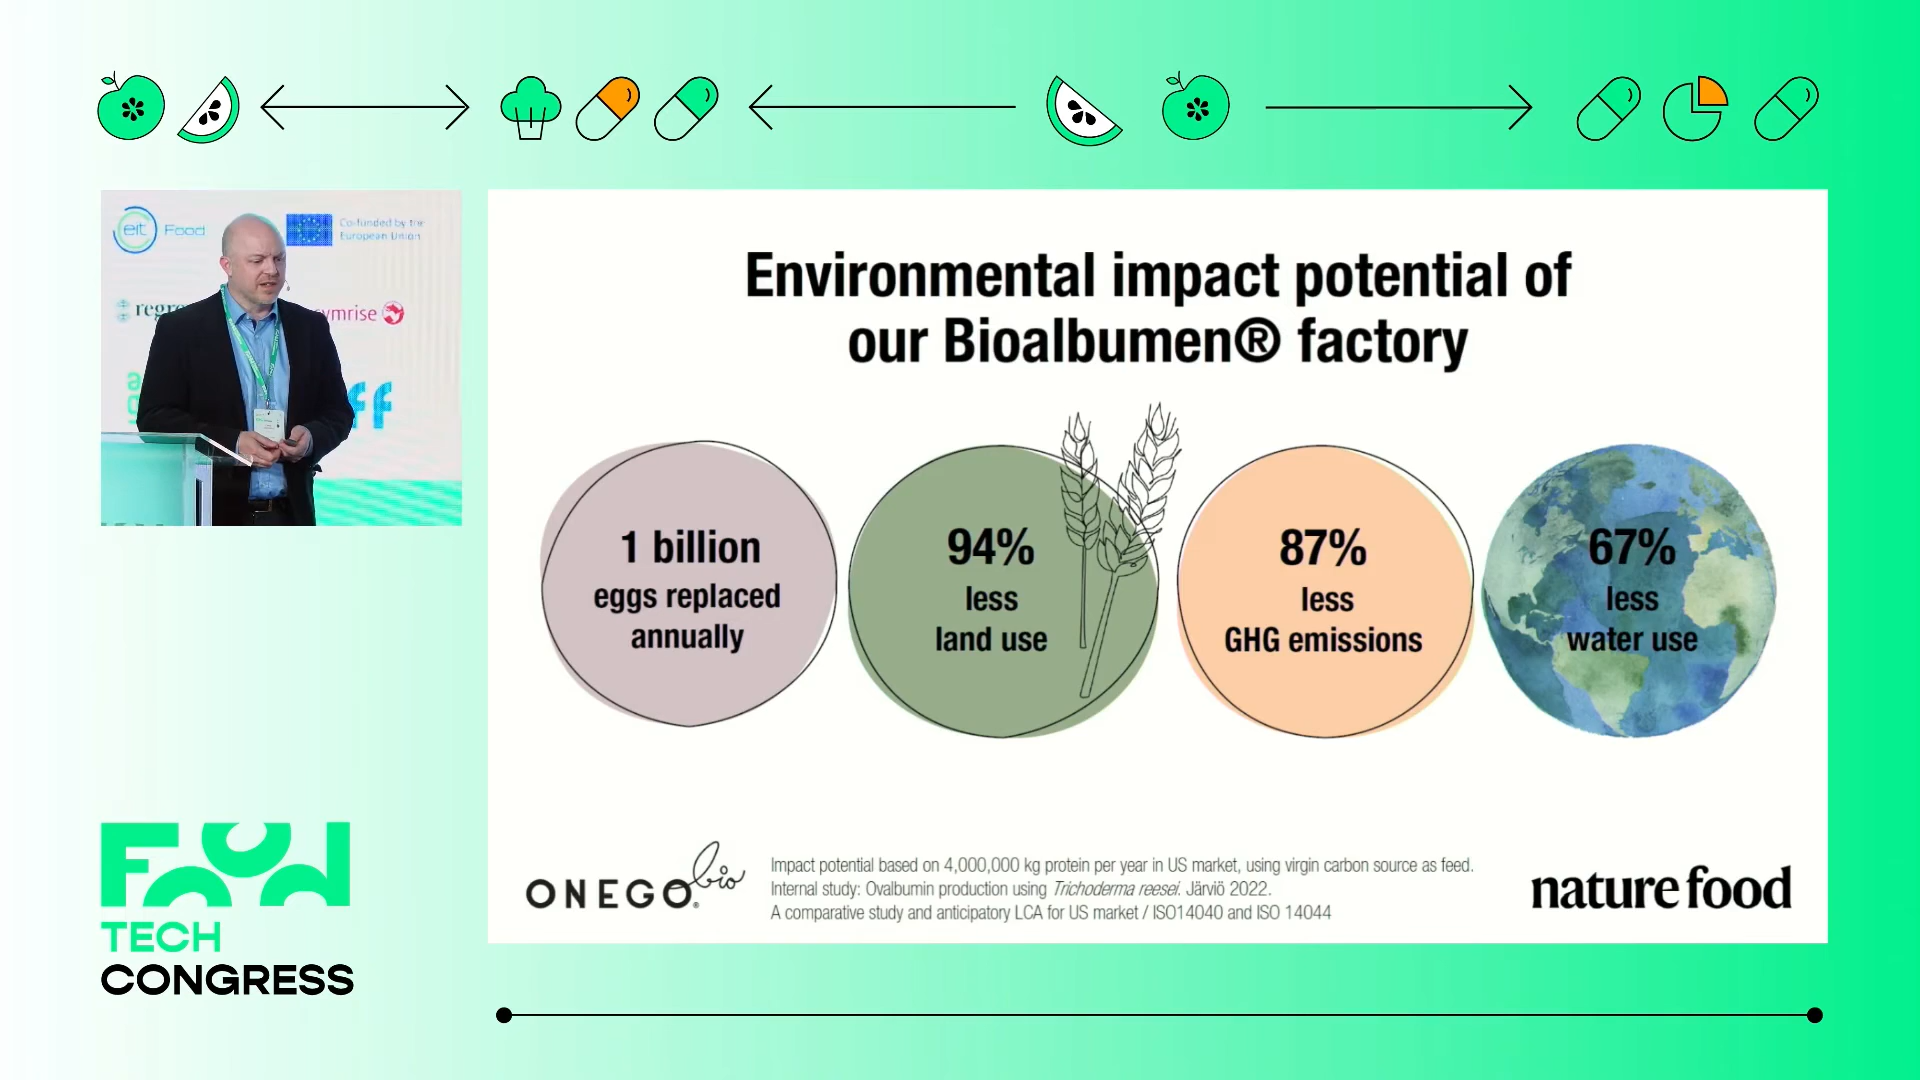 eit Food
Co-funded by the
European Union
Environmental impact potential of
our Bioalbumen® factory
1 billion
eggs replaced
annually
94%
less
land use
87%
less
GHG emissions
67%
less
water use
ONEGO bio
Impact potential based on 4,000,000 kg protein per year in US market, using virgin carbon source as feed.
Internal study: Ovalbumin production using Trichoderma reesei. Järviö 2022.
A comparative study and anticipatory LCA for US market / ISO14040 and ISO 14044
nature food
Food
TECH
CONGRESS